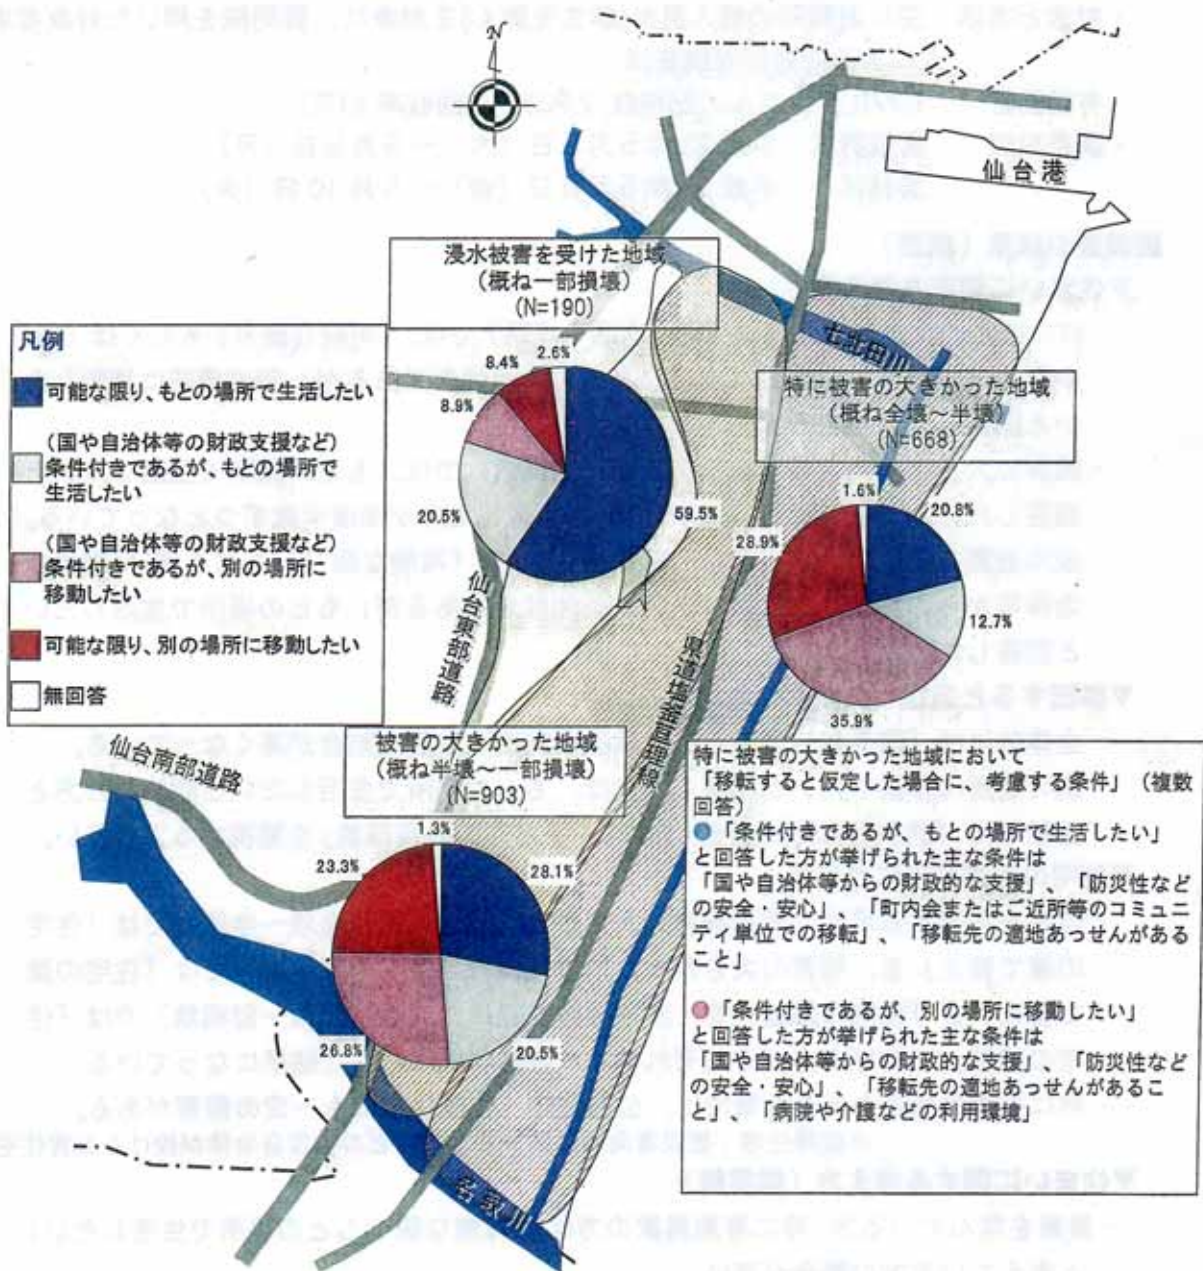 N
仙台港
浸水被害を受けた地域
(概ね一部損壊)
(N=190)
凡例
可能な限り、もとの場所で生活したい
(国や自治体等の財政支援など)
条件付きであるが、もとの場所で
生活したい
(国や自治体等の財政支援など)
条件付きであるが、別の場所に
移動したい
可能な限り、別の場所に移動したい
無回答
2.6%
8.4%
8.9%
20.5%
59.5%
七北田川
特に被害の大きかった地域
(概ね全壊～半壊)
(N=668)
1.6%
20.8%
28.9%
12.7%
35.9%
仙台東部道路
県道塩釜亘理線
仙台南部道路
被害の大きかった地域
(概ね半壊～一部損壊)
(N=903)
1.3%
23.3%
28.1%
26.8%
20.5%
名取川
特に被害の大きかった地域において
「移転すると仮定した場合に、考慮する条件」（複数
回答）
「条件付きであるが、もとの場所で生活したい」
と回答した方が挙げられた主な条件は
「国や自治体等からの財政的な支援」、「防災性など
の安全・安心」、「町内会またはご近所等のコミュニ
ティ単位での移転」、「移転先の適地あっせんがある
こと」
「条件付きであるが、別の場所に移動したい」
と回答した方が挙げられた主な条件は
「国や自治体等からの財政的な支援」、「防災性など
の安全・安心」、「移転先の適地あっせんがあるこ
と」、「病院や介護などの利用環境」